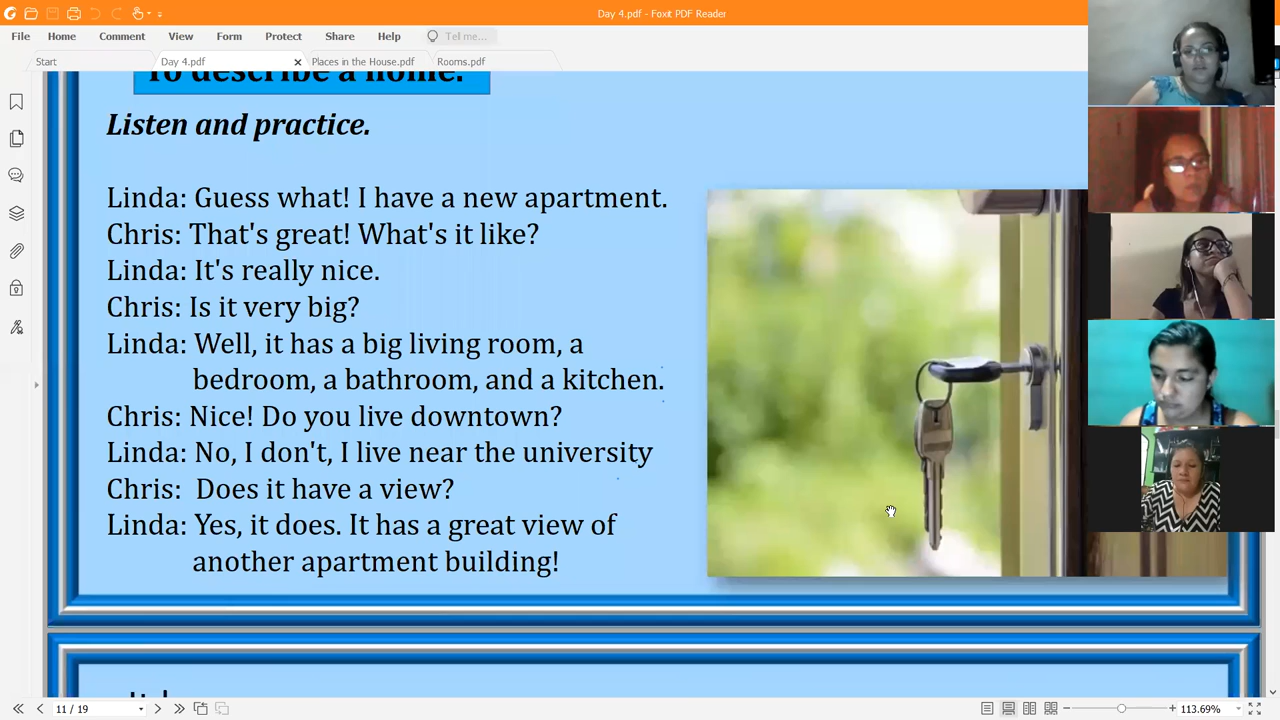 Day 4.pdf - Foxit PDF Reader
File Home Comment View Form Protect Share Help Tell me...
Start Day 4.pdf Places in the House.pdf Rooms.pdf
To describe a home.
Listen and practice.
Linda: Guess what! I have a new apartment.
Chris: That's great! What's it like?
Linda: It's really nice.
Chris: Is it very big?
Linda: Well, it has a big living room, a
bedroom, a bathroom, and a kitchen.
Chris: Nice! Do you live downtown?
Linda: No, I don't, I live near the university
Chris: Does it have a view?
Linda: Yes, it does. It has a great view of
another apartment building!
11 / 19
113.69%